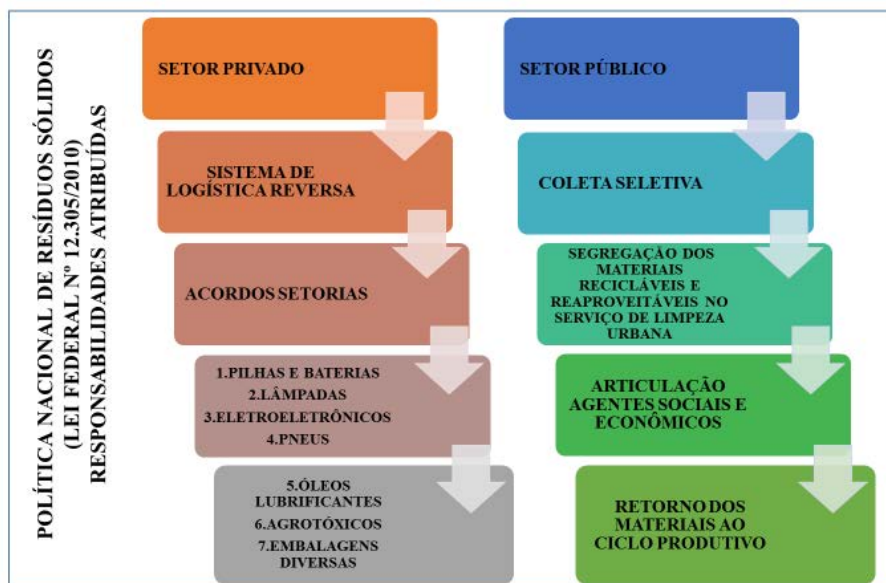 POLÍTICA NACIONAL DE RESÍDUOS SÓLIDOS
(LEI FEDERAL Nº 12.305/2010)
RESPONSABILIDADES ATRIBUÍDAS
SETOR PRIVADO
SISTEMA DE
LOGÍSTICA REVERSA
ACORDOS SETORIAS
1.PILHAS E BATERIAS
2.LÂMPADAS
3.ELETROELETRÔNICOS
4.PNEUS
5.ÓLEOS
LUBRIFICANTES
6.AGROTÓXICOS
7.EMBALAGENS
DIVERSAS
SETOR PÚBLICO
COLETA SELETIVA
SEGREGAÇÃO DOS
MATERIAIS
RECICLÁVEIS E
REAPROVEITÁVEIS NO
SERVIÇO DE LIMPEZA
URBANA
ARTICULAÇÃO
AGENTES SOCIAIS E
ECONÔMICOS
RETORNO DOS
MATERIAIS AO
CICLO PRODUTIVO